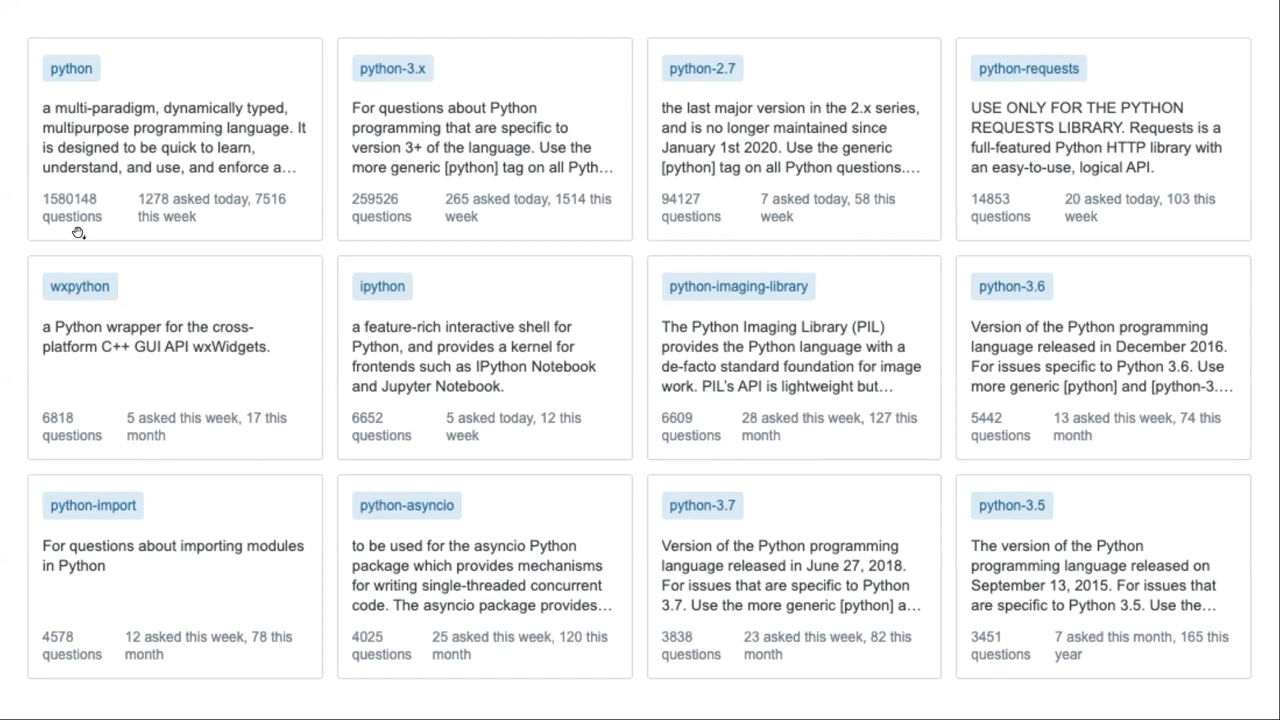 python
a multi-paradigm, dynamically typed,
multipurpose programming language. It
is designed to be quick to learn,
understand, and use, and enforce a...
1580148 questions
1278 asked today, 7516 this week
python-3.x
For questions about Python
programming that are specific to
version 3+ of the language. Use the
more generic [python] tag on all Pyth...
259526 questions
265 asked today, 1514 this week
python-2.7
the last major version in the 2.x series,
and is no longer maintained since
January 1st 2020. Use the generic
[python] tag on all Python questions....
94127 questions
7 asked today, 58 this week
python-requests
USE ONLY FOR THE PYTHON
REQUESTS LIBRARY. Requests is a
full-featured Python HTTP library with
an easy-to-use, logical API.
14853 questions
20 asked today, 103 this week
wxpython
a Python wrapper for the cross-
platform C++ GUI API wxWidgets.
6818 questions
5 asked this week, 17 this month
ipython
a feature-rich interactive shell for
Python, and provides a kernel for
frontends such as IPython Notebook
and Jupyter Notebook.
6652 questions
5 asked today, 12 this week
python-imaging-library
The Python Imaging Library (PIL)
provides the Python language with a
de-facto standard foundation for image
work. PIL's API is lightweight but...
6609 questions
28 asked this week, 127 this month
python-3.6
Version of the Python programming
language released in December 2016.
For issues specific to Python 3.6. Use
more generic [python] and [python-3....
5442 questions
13 asked this week, 74 this month
python-import
For questions about importing modules
in Python
4578 questions
12 asked this week, 78 this month
python-asyncio
to be used for the asyncio Python
package which provides mechanisms
for writing single-threaded concurrent
code. The asyncio package provides...
4025 questions
25 asked this week, 120 this month
python-3.7
Version of the Python programming
language released in June 27, 2018.
For issues that are specific to Python
3.7. Use the more generic [python] a...
3838 questions
23 asked this week, 82 this month
python-3.5
The version of the Python
programming language released on
September 13, 2015. For issues that
are specific to Python 3.5. Use the...
3451 questions
7 asked this month, 165 this year